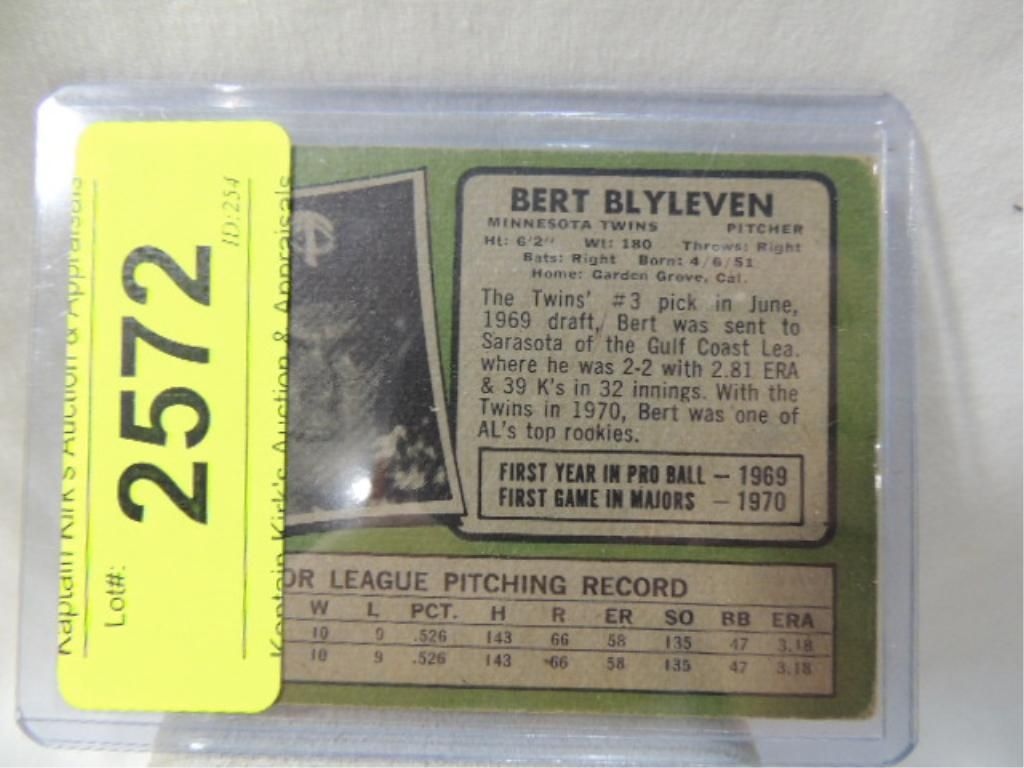 Kaptain Kirk's Auction & Appraisals
Lot#:
2572
ID:254
Kaptain Kirk's Auction & Appraisals
BERT BLYLEVEN
MINNESOTA TWINS PITCHER
Ht: 6'2" Wt: 180 Throws: Right
Bats: Right Born: 4/6/51
Home: Garden Grove, Cal.
The Twins' #3 pick in June,
1969 draft, Bert was sent to
Sarasota of the Gulf Coast Lea.
where he was 2-2 with 2.81 ERA
& 39 K's in 32 innings. With the
Twins in 1970, Bert was one of
AL's top rookies.
FIRST YEAR IN PRO BALL — 1969
FIRST GAME IN MAJORS — 1970
OR LEAGUE PITCHING RECORD
W L PCT. H R ER SO BB ERA
10 9 .526 143 66 58 135 47 3.18
10 9 .526 143 66 58 135 47 3.18